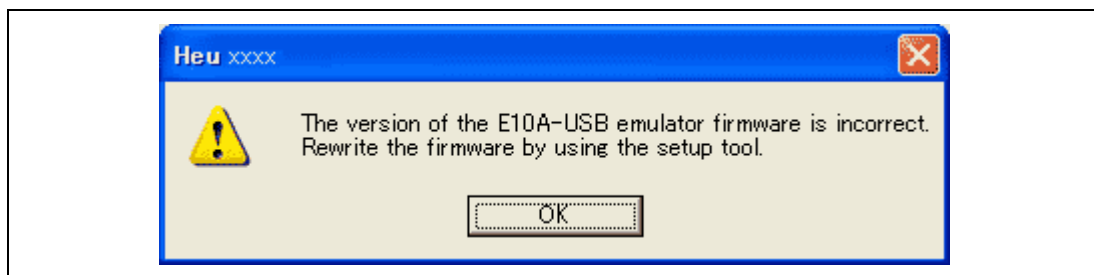 Heu xxxx
The version of the E10A-USB emulator firmware is incorrect.
Rewrite the firmware by using the setup tool.
OK